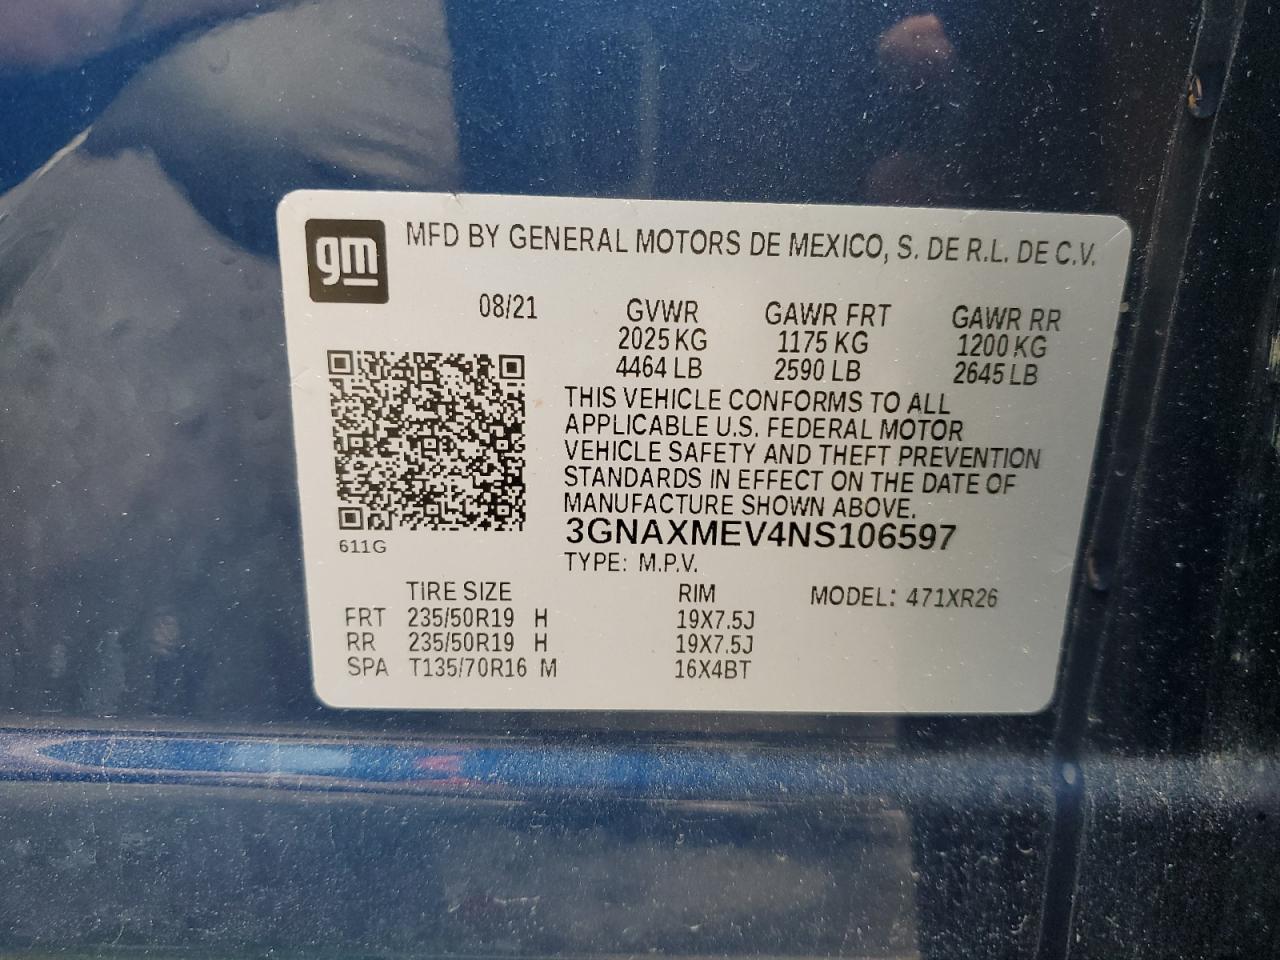 gm
MFD BY GENERAL MOTORS DE MEXICO, S. DE R.L. DE C.V.
08/21 GVWR GAWR FRT GAWR RR
2025 KG 1175 KG 1200 KG
4464 LB 2590 LB 2645 LB
THIS VEHICLE CONFORMS TO ALL
APPLICABLE U.S. FEDERAL MOTOR
VEHICLE SAFETY AND THEFT PREVENTION
STANDARDS IN EFFECT ON THE DATE OF
MANUFACTURE SHOWN ABOVE.
3GNAXMEV4NS106597
611G
TYPE: M.P.V.
TIRE SIZE RIM MODEL: 471XR26
FRT 235/50R19 H 19X7.5J
RR 235/50R19 H 19X7.5J
SPA T135/70R16 M 16X4BT